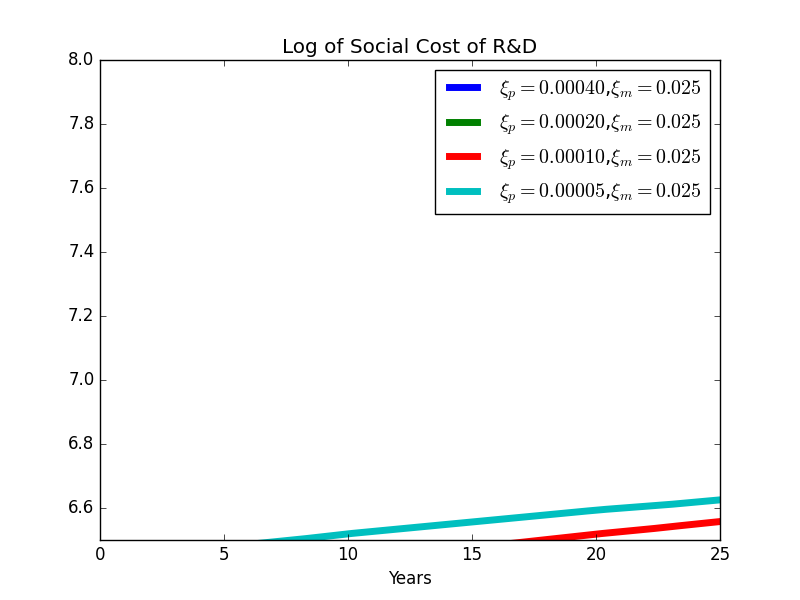 Log of Social Cost of R&D
8.0
7.8
7.6
7.4
7.2
7.0
6.8
6.6
ξp = 0.00040,ξm = 0.025
ξp = 0.00020,ξm = 0.025
ξp = 0.00010,ξm = 0.025
ξp = 0.00005,ξm = 0.025
0 5 10 15 20 25
Years